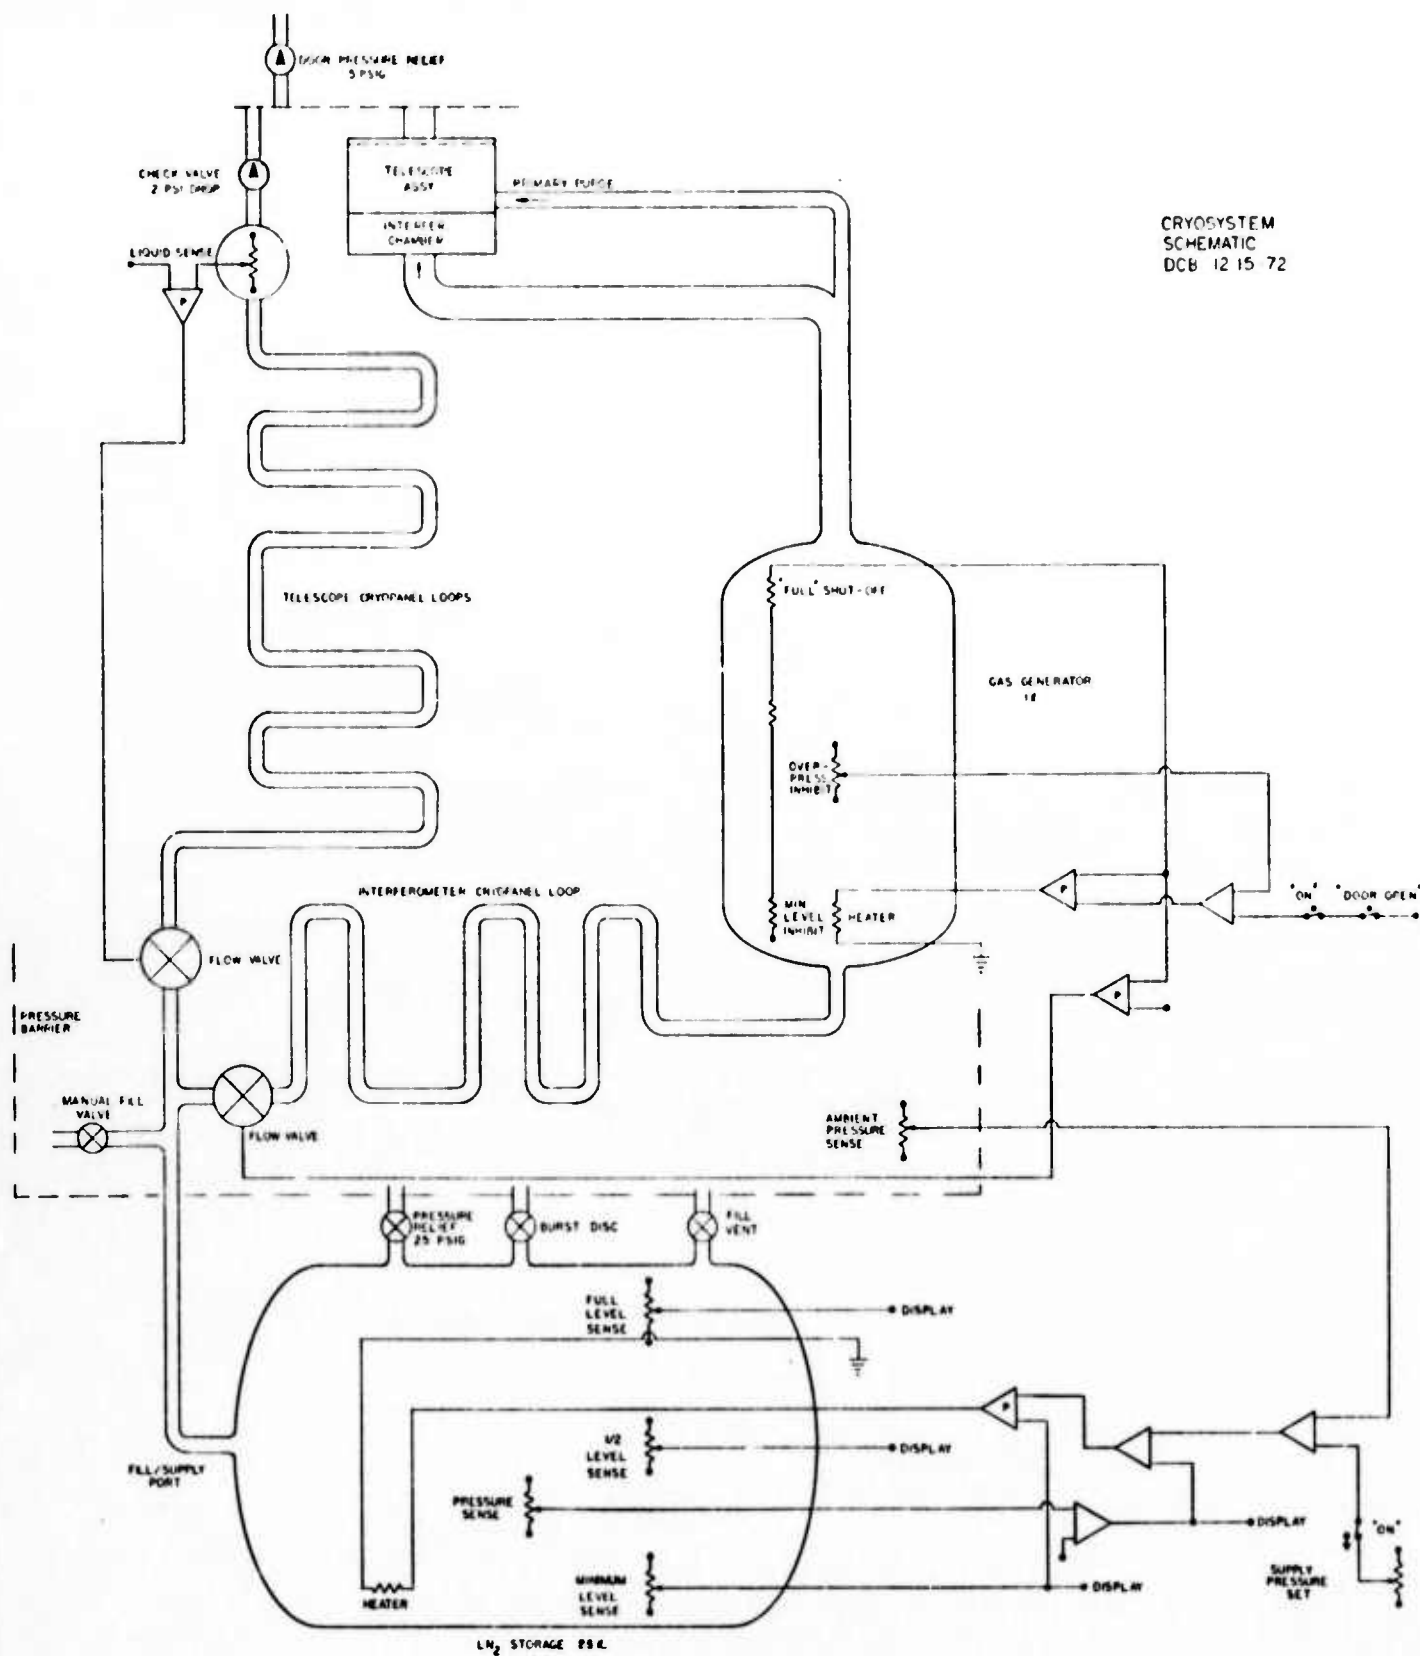 DOOR PRESSURE RELIEF
5 PSIG
CHECK VALVE
2 PSI DROP
TELESCOPE
ASSY
PRIMARY PURGE
INTERFER
CHAMBER
CRYOSYSTEM
SCHEMATIC
DCB 12 15 72
LIQUID SENSE
P
TELESCOPE CRYOPANEL LOOPS
"FULL" SHUT-OFF
GAS GENERATOR
OVER-
PRESS
INHIBIT
INTERFEROMETER CRYOPANEL LOOP
MIN
LEVEL
INHIBIT
HEATER
P
"ON"
"DOOR OPEN"
FLOW VALVE
P
PRESSURE
BARRIER
MANUAL FILL
VALVE
FLOW VALVE
AMBIENT
PRESSURE
SENSE
PRESSURE
RELIEF
25 PSIG
BURST DISC
FILL
VENT
FULL
LEVEL
SENSE
DISPLAY
P
1/2
LEVEL
SENSE
DISPLAY
FILL/SUPPLY
PORT
PRESSURE
SENSE
DISPLAY
"ON"
MINIMUM
LEVEL
SENSE
DISPLAY
SUPPLY
PRESSURE
SET
HEATER
LN2 STORAGE